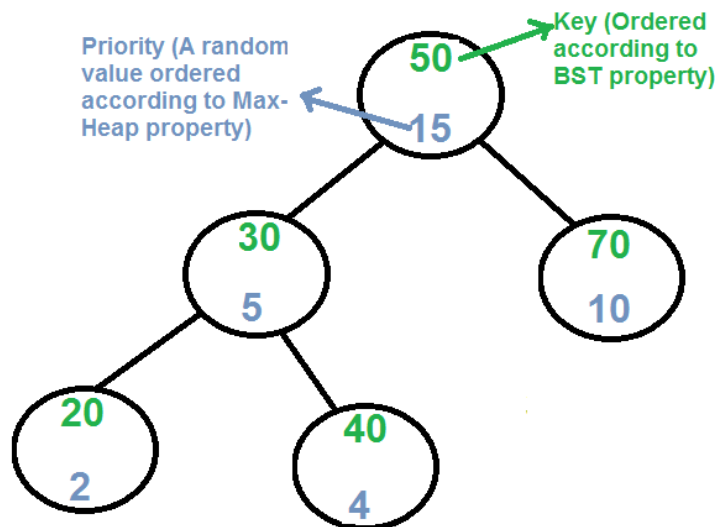 Priority (A random
value ordered
according to Max-
Heap property)
Key (Ordered
according to
BST property)
50
15
30
5
70
10
20
2
40
4